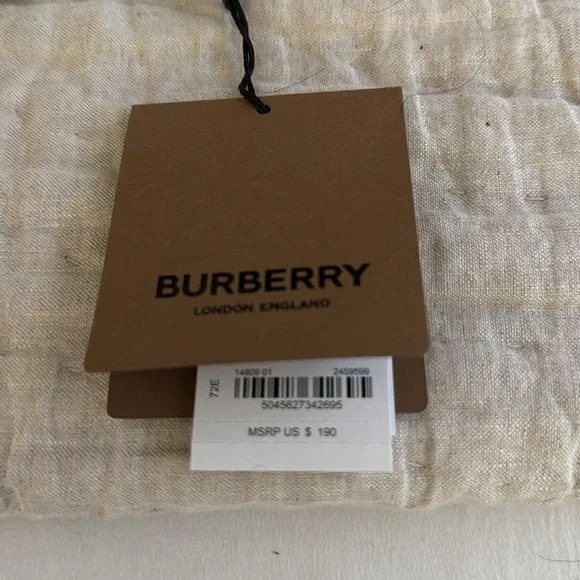 BURBERRY
LONDON ENGLAND
72E
14809 01 2459599
5045627342695
MSRP US $ 190